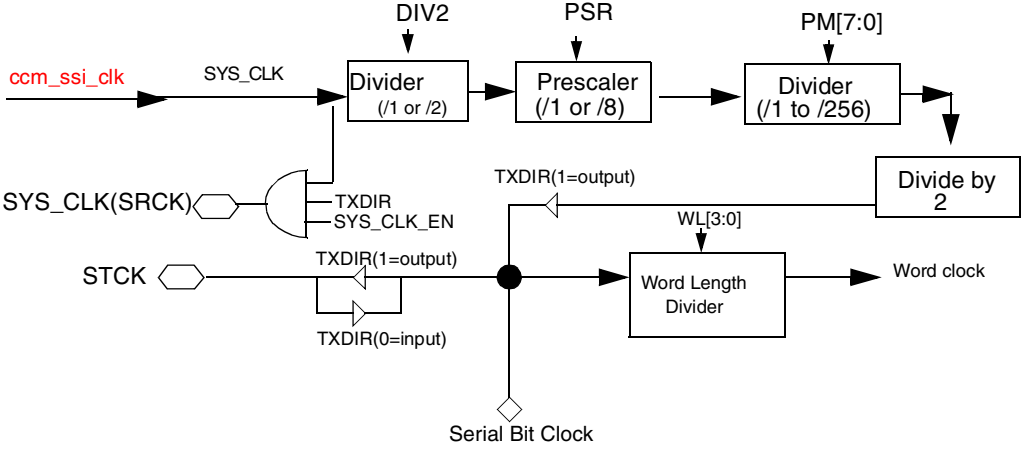 DIV2
PSR
PM[7:0]
ccm_ssi_clk
SYS_CLK
Divider
(/1 or /2)
Prescaler
(/1 or /8)
Divider
(/1 to /256)
TXDIR(1=output)
Divide by
2
SYS_CLK(SRCK)
TXDIR
SYS_CLK_EN
WL[3:0]
STCK
TXDIR(1=output)
Word Length
Divider
Word clock
TXDIR(0=input)
Serial Bit Clock